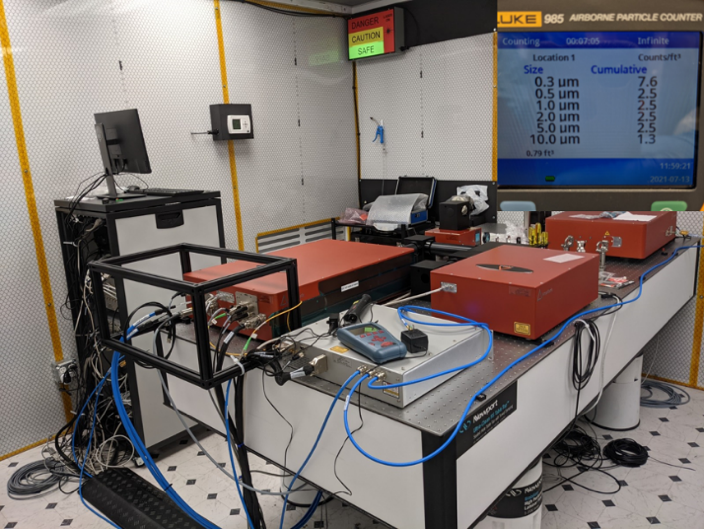 DANGER
CAUTION
SAFE
LUKE 985 AIRBORNE PARTICLE COUNTER
Counting 00:07:05 Infinite
Location 1 Counts/ft³
Size Cumulative
0.3 um 7.6
0.5 um 2.5
1.0 um 2.5
2.0 um 2.5
5.0 um 2.5
10.0 um 1.3
0.79 ft³
11:59:21
2021-07-13
Newport